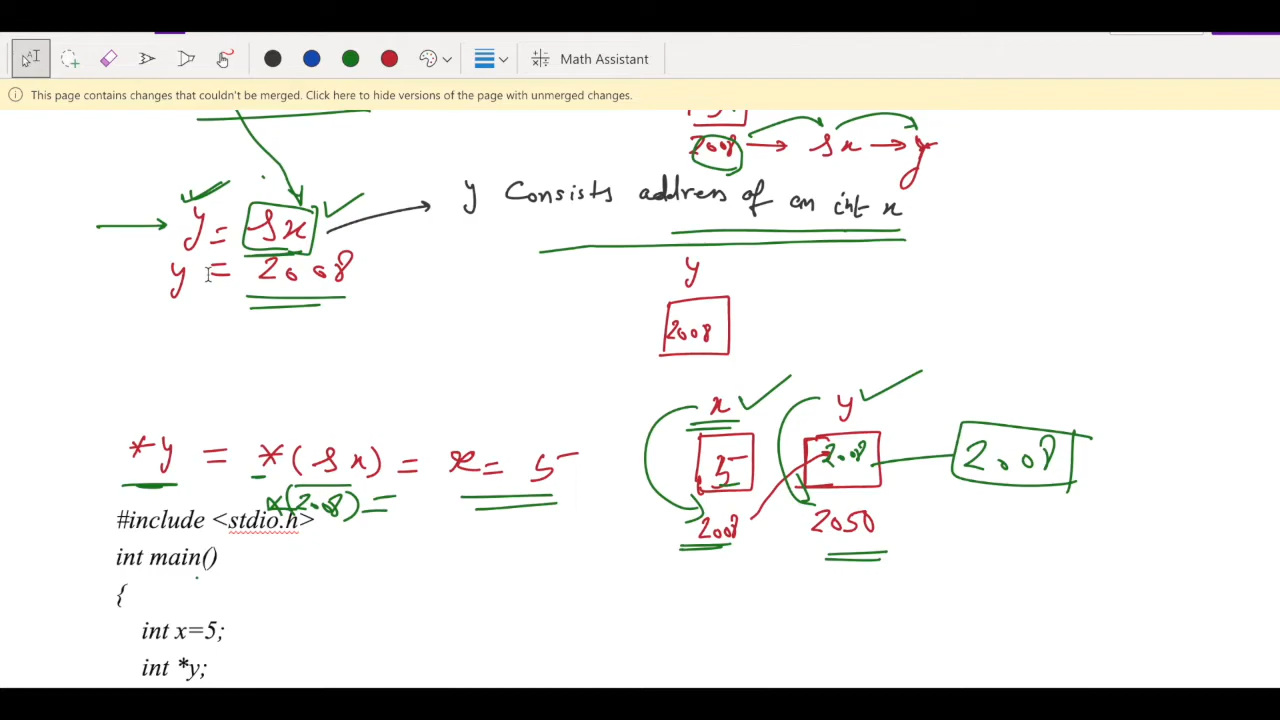 Math Assistant
This page contains changes that couldn't be merged. Click here to hide versions of the page with unmerged changes.
2008 → &x → y
y = &x
y Consists address of an int x
y = 2008
y
2008
x y
5 2008 2008
*y = *(&x) = x = 5
*(2008) =
2008 2050
#include <stdio.h>
int main()
{
int x=5;
int *y;